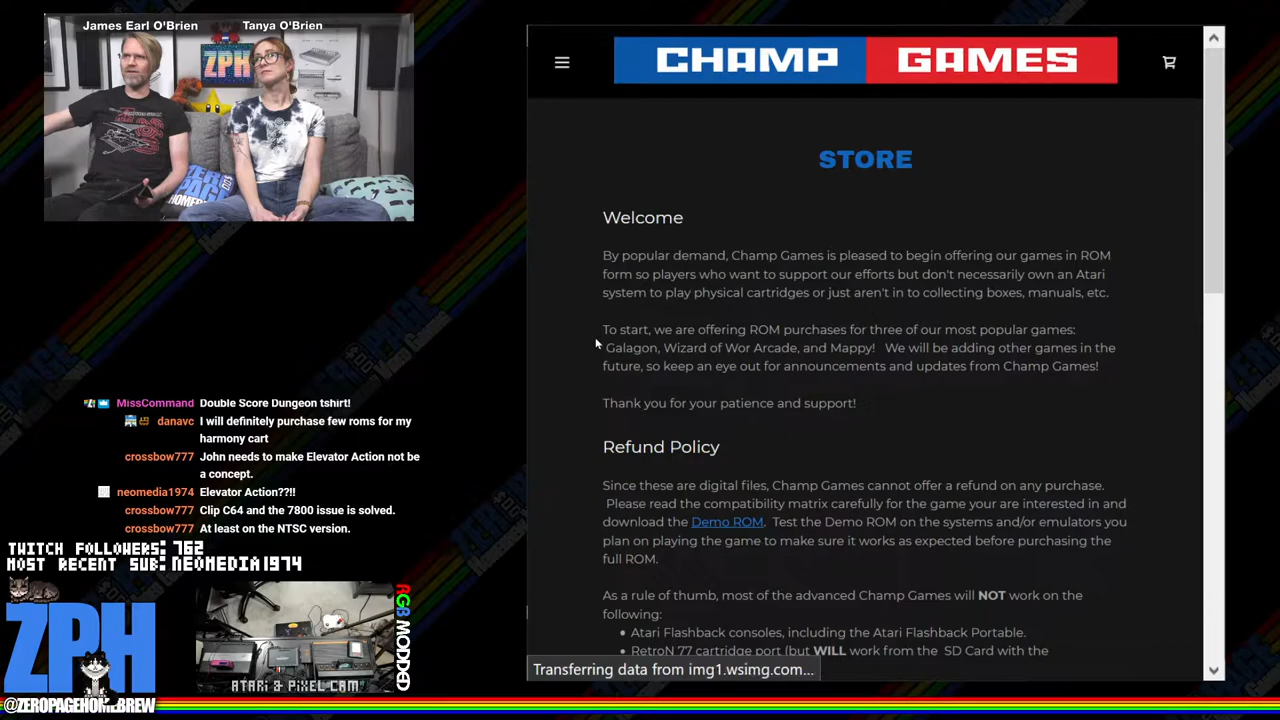 James Earl O'Brien
Tanya O'Brien
ZPH
ZERO
PAGE
HOMEBREW
CHAMP GAMES
STORE
Welcome
By popular demand, Champ Games is pleased to begin offering our games in ROM
form so players who want to support our efforts but don't necessarily own an Atari
system to play physical cartridges or just aren't in to collecting boxes, manuals, etc.
To start, we are offering ROM purchases for three of our most popular games:
Galagon, Wizard of Wor Arcade, and Mappy! We will be adding other games in the
future, so keep an eye out for announcements and updates from Champ Games!
Thank you for your patience and support!
Refund Policy
Since these are digital files, Champ Games cannot offer a refund on any purchase.
Please read the compatibility matrix carefully for the game your are interested in and
download the Demo ROM. Test the Demo ROM on the systems and/or emulators you
plan on playing the game to make sure it works as expected before purchasing the
full ROM.
As a rule of thumb, most of the advanced Champ Games will NOT work on the
following:
• Atari Flashback consoles, including the Atari Flashback Portable.
• RetroN 77 cartridge port (but WILL work from the SD Card with the
Transferring data from img1.wsimg.com...
MissCommand Double Score Dungeon tshirt!
danavc I will definitely purchase few roms for my
harmony cart
crossbow777 John needs to make Elevator Action not be
a concept.
neomedia1974 Elevator Action??!!
crossbow777 Clip C64 and the 7800 issue is solved.
crossbow777 At least on the NTSC version.
TWITCH FOLLOWERS: 762
MOST RECENT SUB: NEOMEDIA1974
ZPH
RGB MODDED
ATARI & PIXEL CAM
@ZEROPAGEHOMEBREW